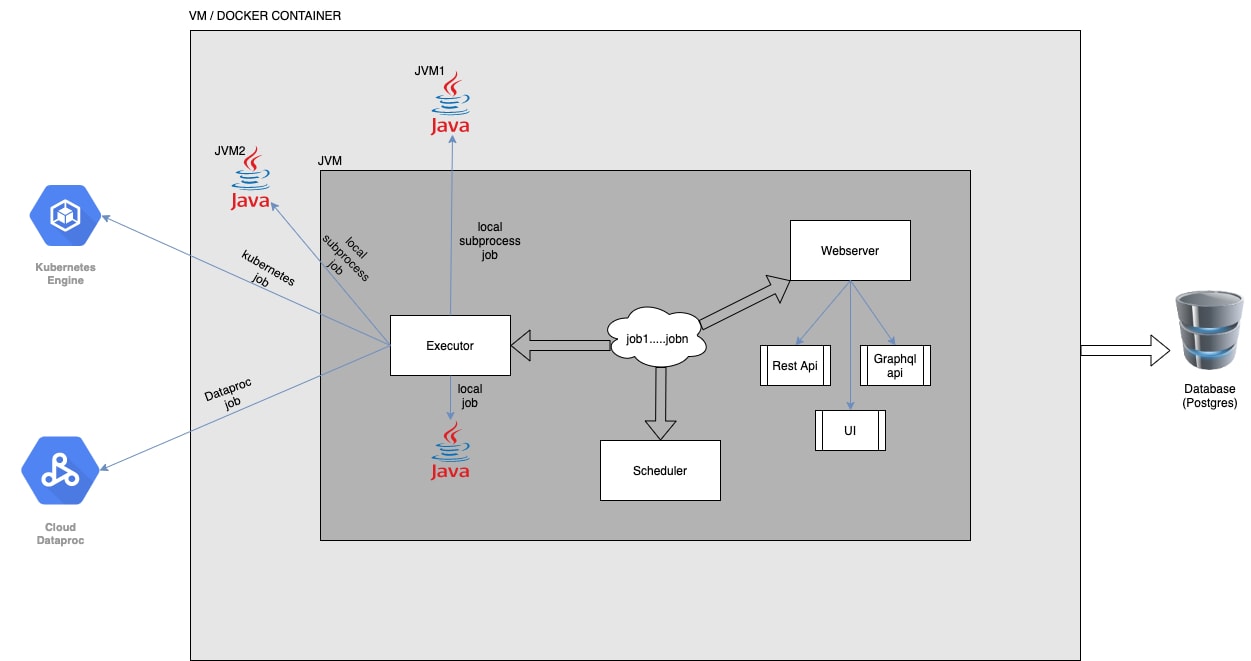 VM / DOCKER CONTAINER
JVM1
Java
JVM2
Java
JVM
local
subprocess
job
local
subprocess
job
Webserver
Kubernetes
Engine
kubernetes
job
Executor
job1.....jobn
Rest Api
Graphql
api
Database
(Postgres)
Dataproc
job
local
job
UI
Java
Scheduler
Cloud
Dataproc